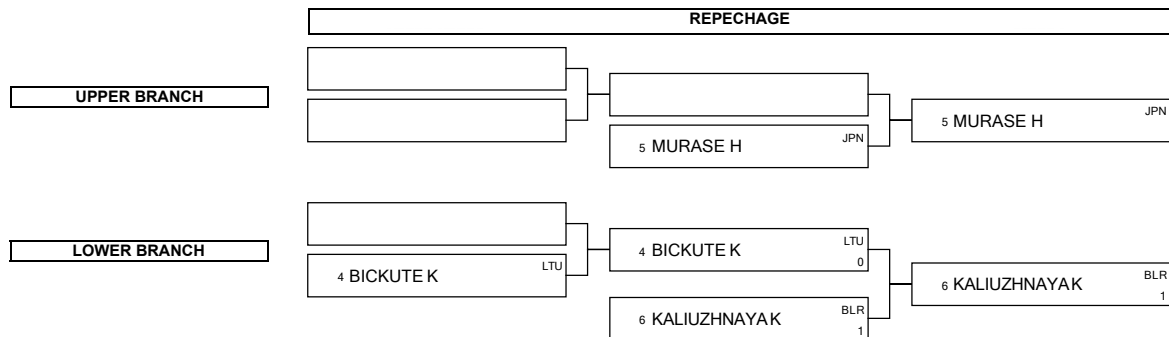 REPECHAGE
UPPER BRANCH
5 MURASE H JPN
5 MURASE H JPN
LOWER BRANCH
4 BICKUTE K LTU
4 BICKUTE K LTU
0
6 KALIUZHNAYA K BLR
1
6 KALIUZHNAYA K BLR
1